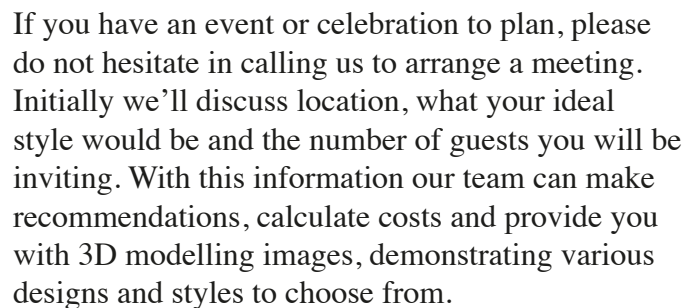 If you have an event or celebration to plan, please
do not hesitate in calling us to arrange a meeting.
Initially we’ll discuss location, what your ideal
style would be and the number of guests you will be
inviting. With this information our team can make
recommendations, calculate costs and provide you
with 3D modelling images, demonstrating various
designs and styles to choose from.